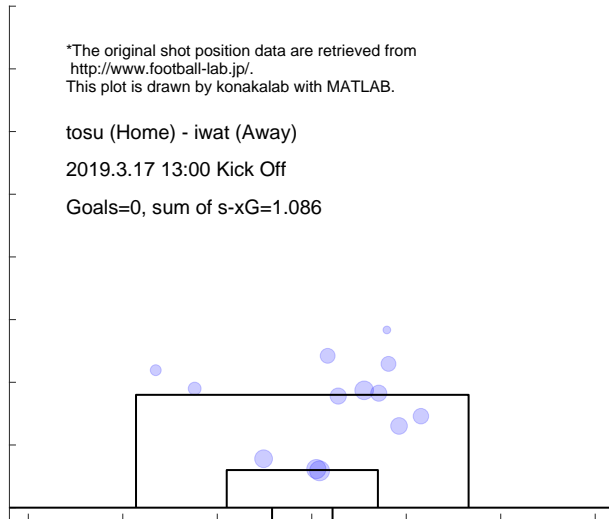 *The original shot position data are retrieved from
http://www.football-lab.jp/.
This plot is drawn by konakalab with MATLAB.
tosu (Home) - iwat (Away)
2019.3.17 13:00 Kick Off
Goals=0, sum of s-xG=1.086